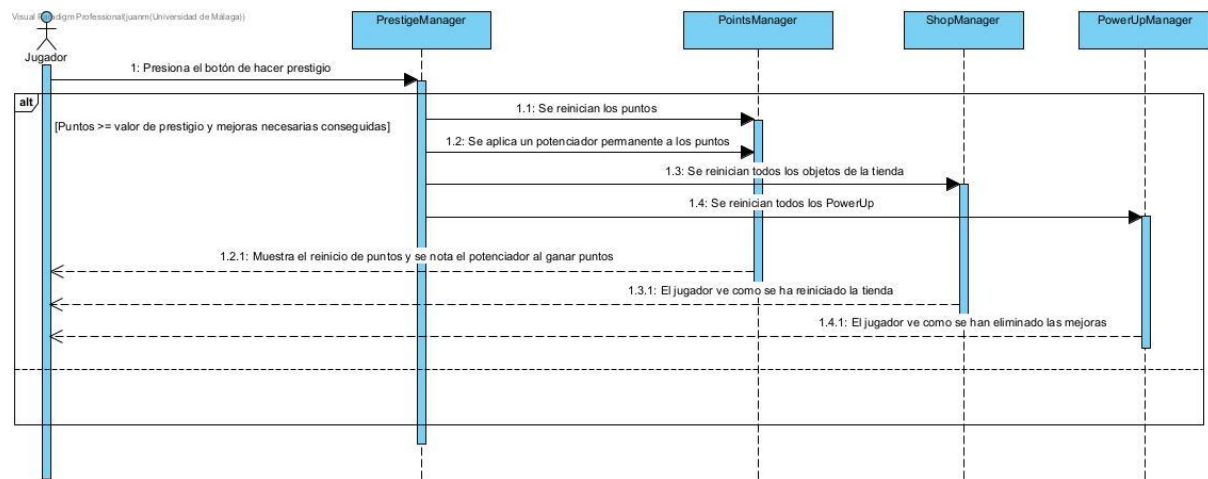 Visual Paradigm Professional(juanm(Universidad de Málaga))
Jugador
PrestigeManager
PointsManager
ShopManager
PowerUpManager
1: Presiona el botón de hacer prestigio
alt
[Puntos >= valor de prestigio y mejoras necesarias conseguidas]
1.1: Se reinician los puntos
1.2: Se aplica un potenciador permanente a los puntos
1.3: Se reinician todos los objetos de la tienda
1.4: Se reinician todos los PowerUp
1.2.1: Muestra el reinicio de puntos y se nota el potenciador al ganar puntos
1.3.1: El jugador ve como se ha reiniciado la tienda
1.4.1: El jugador ve como se han eliminado las mejoras